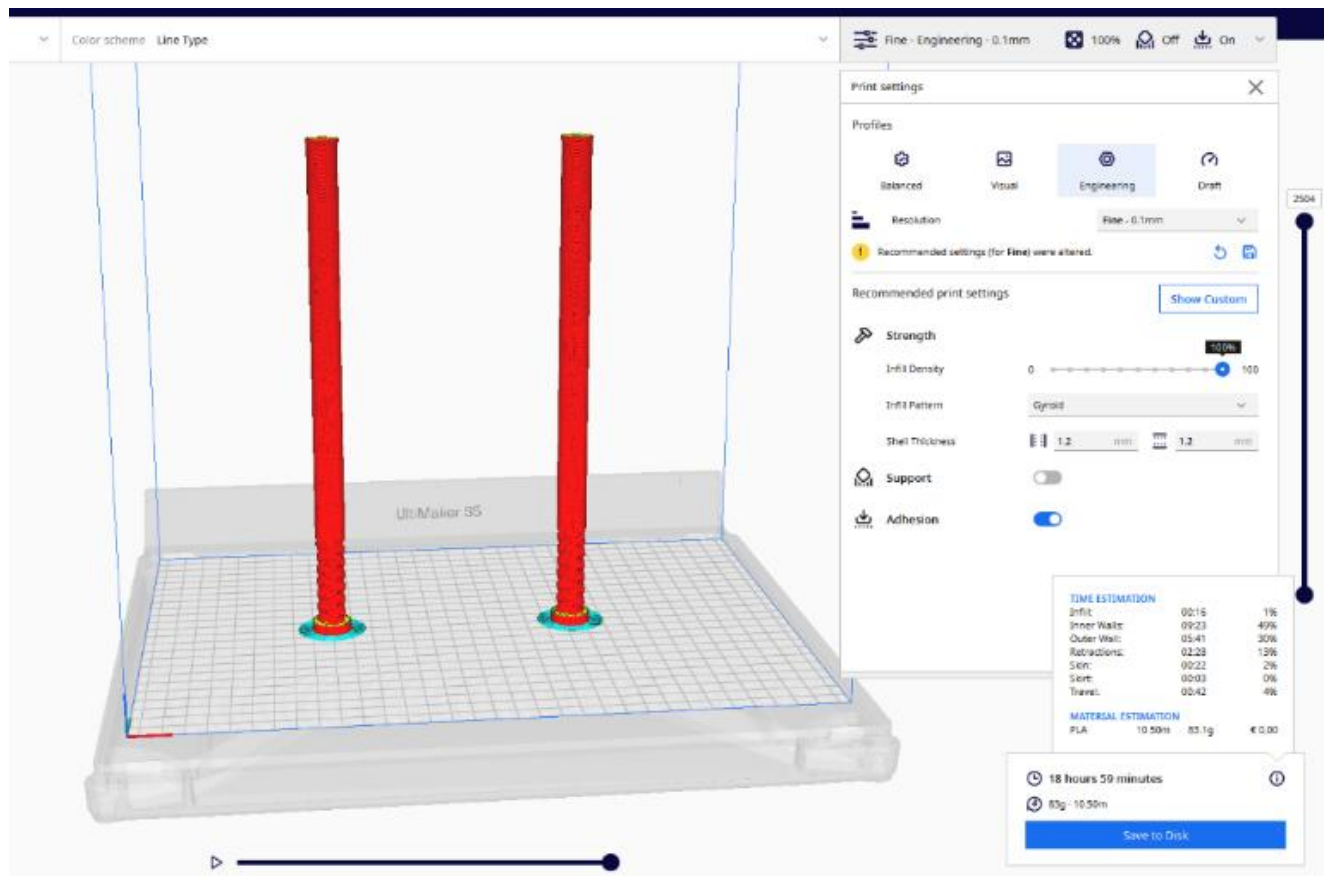 Color scheme Line Type
Fine - Engineering - 0.1mm 100% Off On
Print settings
Profiles
Balanced Visual Engineering Draft
Resolution Fine - 0.1mm
Recommended settings (for Fine) were altered.
Recommended print settings Show Custom
Strength
100%
Infill Density 0 100
Infill Pattern Gyroid
Shell Thickness 1.2 mm 1.2 mm
Support
Adhesion
2504
UltiMaker S5
TIME ESTIMATION
Infill: 00:16 1%
Inner Walls: 09:23 49%
Outer Wall: 05:41 30%
Retractions: 02:28 13%
Skin: 00:22 2%
Skirt: 00:03 0%
Travel: 00:42 4%
MATERIAL ESTIMATION
PLA 10.50m 83.1g € 0.00
18 hours 59 minutes
83g · 10.50m
Save to Disk